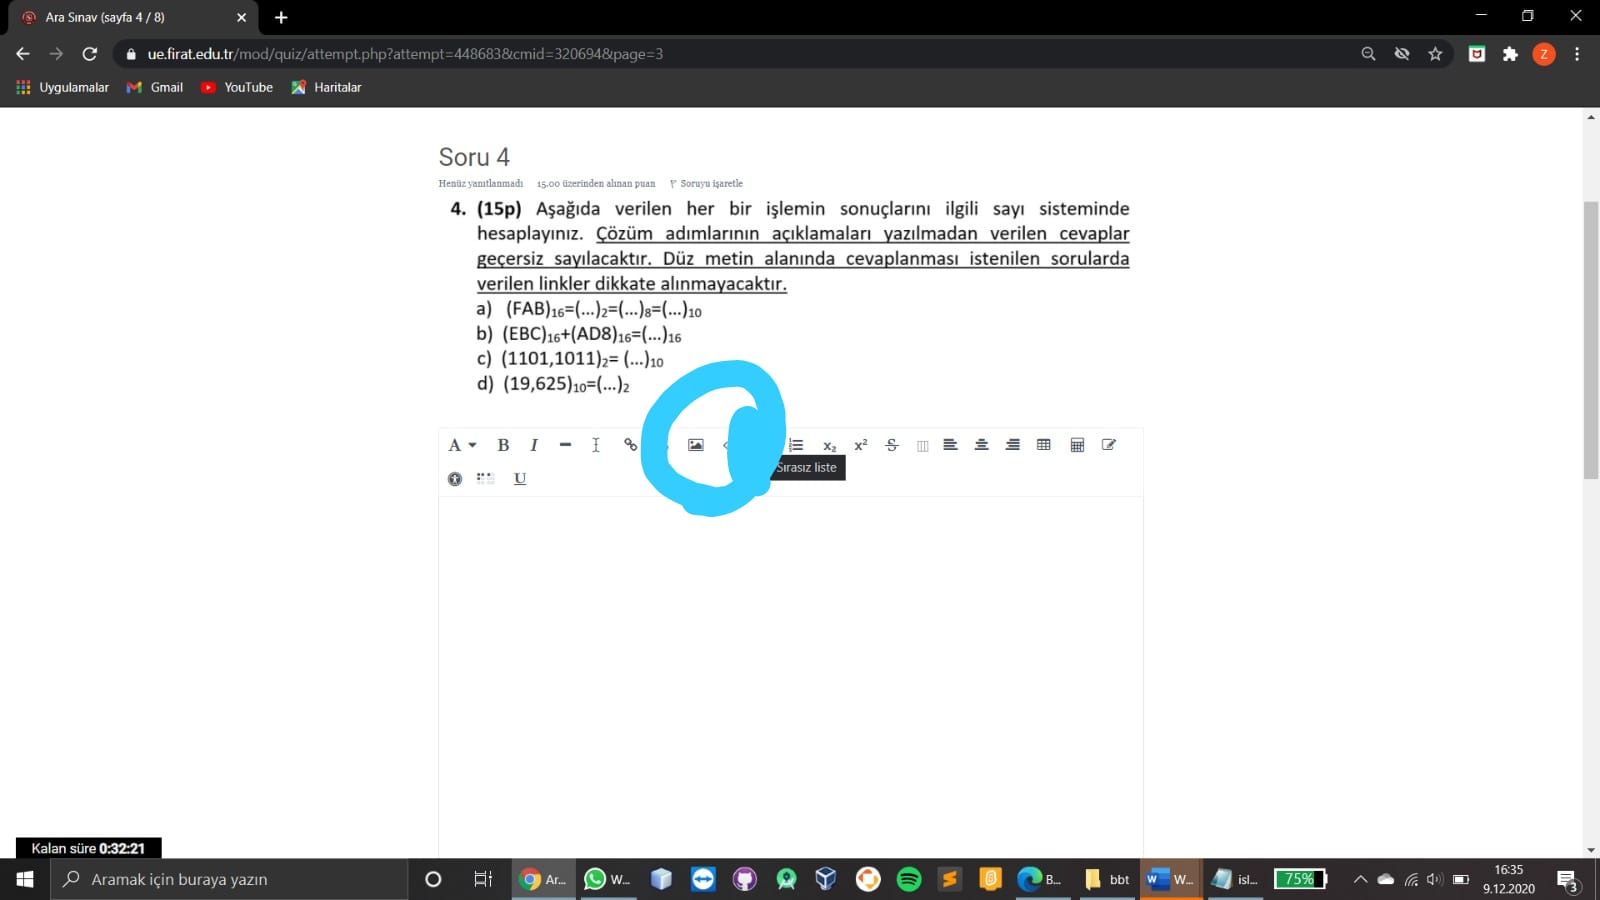 Ara Sınav (sayfa 4 / 8)
ue.firat.edu.tr/mod/quiz/attempt.php?attempt=448683&cmid=320694&page=3
Z
Uygulamalar Gmail YouTube Haritalar
Soru 4
Henüz yanıtlanmadı 15.00 üzerinden alınan puan Soruyu işaretle
4. (15p) Aşağıda verilen her bir işlemin sonuçlarını ilgili sayı sisteminde
hesaplayınız. Çözüm adımlarının açıklamaları yazılmadan verilen cevaplar
geçersiz sayılacaktır. Düz metin alanında cevaplanması istenilen sorularda
verilen linkler dikkate alınmayacaktır.
a) (FAB)₁₆=(...)₂=(...)₈=(...)₁₀
b) (EBC)₁₆+(AD8)₁₆=(...)₁₆
c) (1101,1011)₂= (...)₁₀
d) (19,625)₁₀=(...)₂
A B I x₂ x² S
Sırasız liste
U
Kalan süre 0:32:21
Aramak için buraya yazın
Ar... W... B... bbt W... isl... 75%
16:35
9.12.2020
3